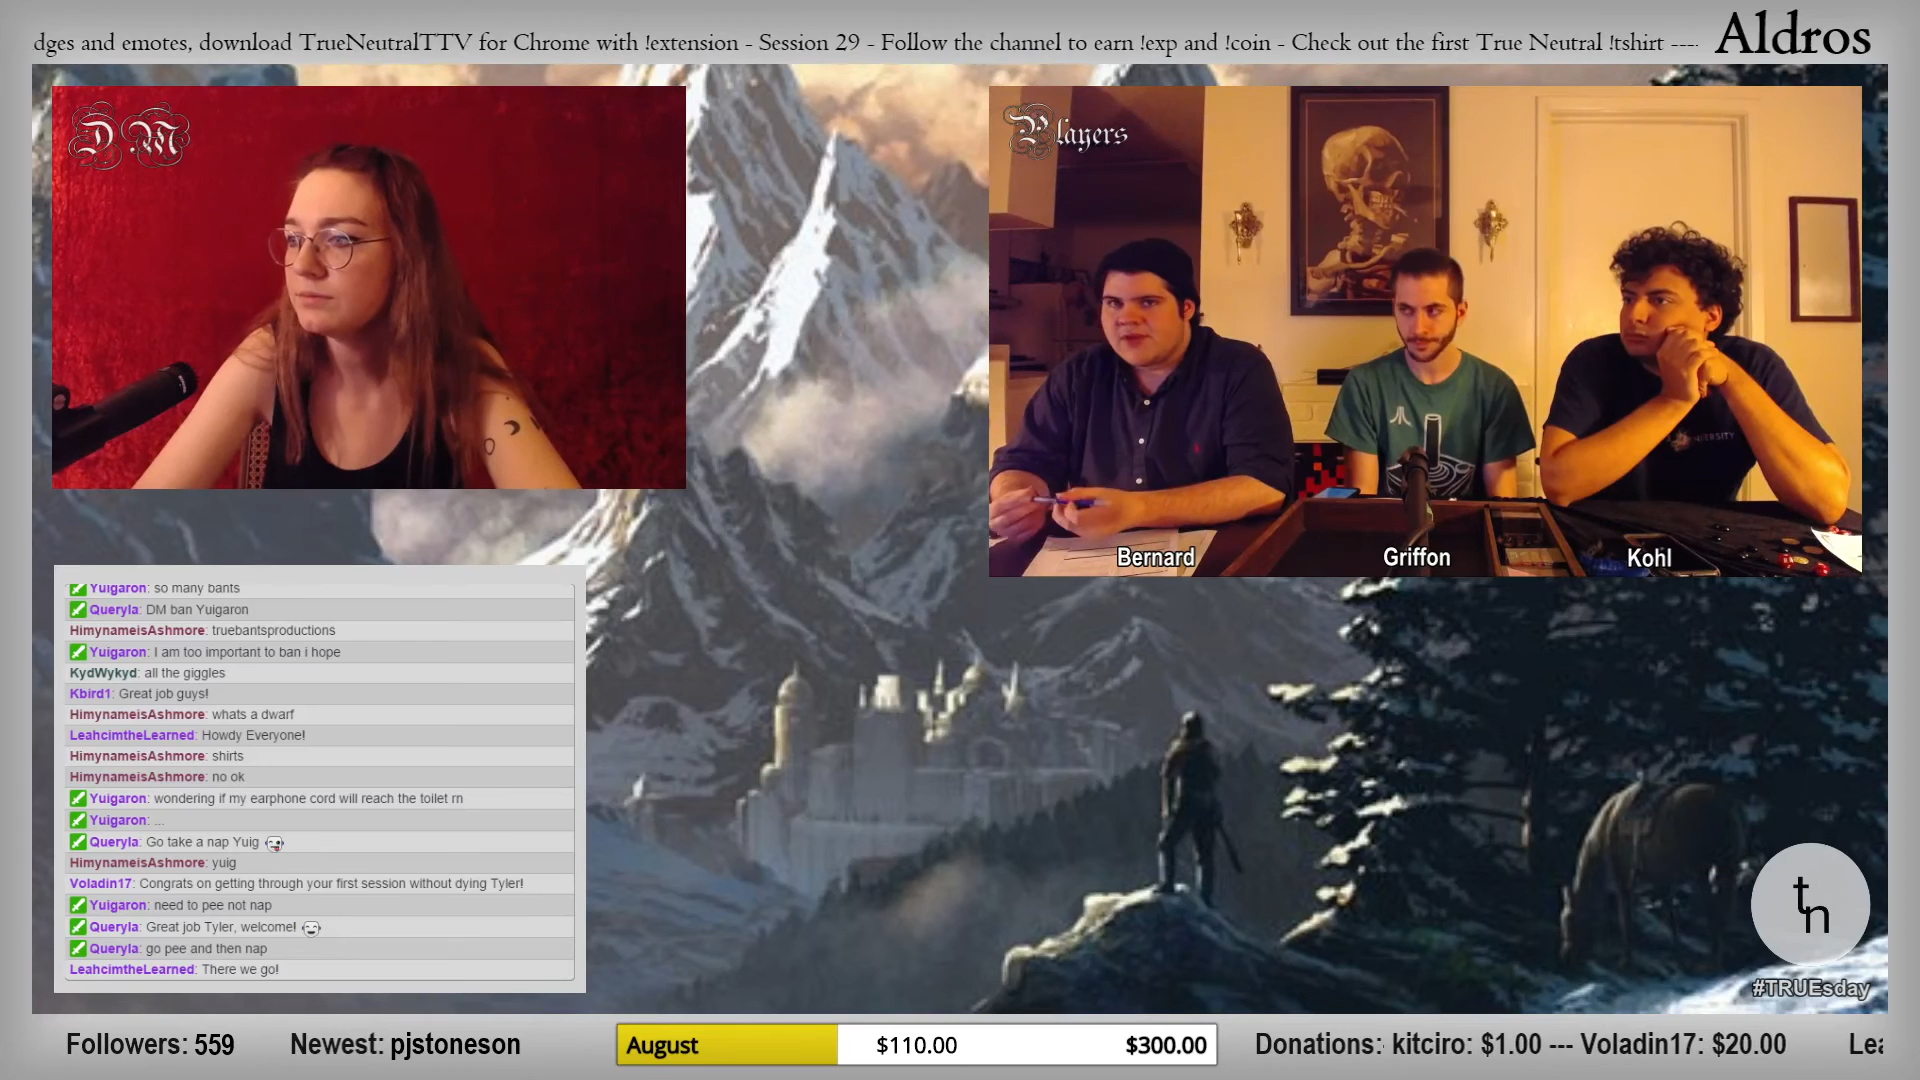 dges and emotes, download TrueNeutralTTV for Chrome with !extension - Session 29 - Follow the channel to earn !exp and !coin - Check out the first True Neutral !tshirt ----
Aldros
DM
Players
Bernard
Griffon
Kohl
Yuigaron: so many bants
Queryla: DM ban Yuigaron
HimynameisAshmore: truebantsproductions
Yuigaron: I am too important to ban i hope
KydWykyd: all the giggles
Kbird1: Great job guys!
HimynameisAshmore: whats a dwarf
LeahcimtheLearned: Howdy Everyone!
HimynameisAshmore: shirts
HimynameisAshmore: no ok
Yuigaron: wondering if my earphone cord will reach the toilet rn
Yuigaron: ...
Queryla: Go take a nap Yuig
HimynameisAshmore: yuig
Voladin17: Congrats on getting through your first session without dying Tyler!
Yuigaron: need to pee not nap
Queryla: Great job Tyler, welcome!
Queryla: go pee and then nap
LeahcimtheLearned: There we go!
tn
#TRUEsday
Followers: 559
Newest: pjstoneson
August $110.00 $300.00
Donations: kitciro: $1.00 --- Voladin17: $20.00 Lea